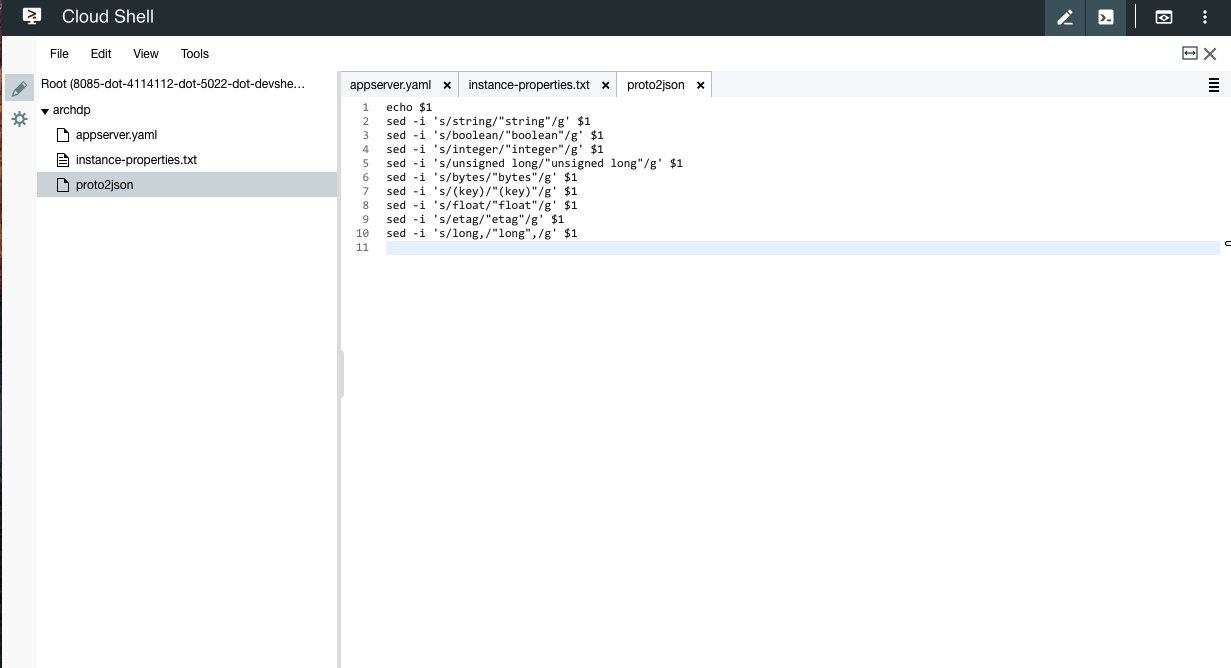 Cloud Shell
File Edit View Tools
Root (8085-dot-4114112-dot-5022-dot-devshe...
archdp
appserver.yaml
instance-properties.txt
proto2json
appserver.yaml × instance-properties.txt × proto2json ×
1 echo $1
2 sed -i 's/string/"string"/g' $1
3 sed -i 's/boolean/"boolean"/g' $1
4 sed -i 's/integer/"integer"/g' $1
5 sed -i 's/unsigned long/"unsigned long"/g' $1
6 sed -i 's/bytes/"bytes"/g' $1
7 sed -i 's/(key)/"(key)"/g' $1
8 sed -i 's/float/"float"/g' $1
9 sed -i 's/etag/"etag"/g' $1
10 sed -i 's/long,/"long",/g' $1
11